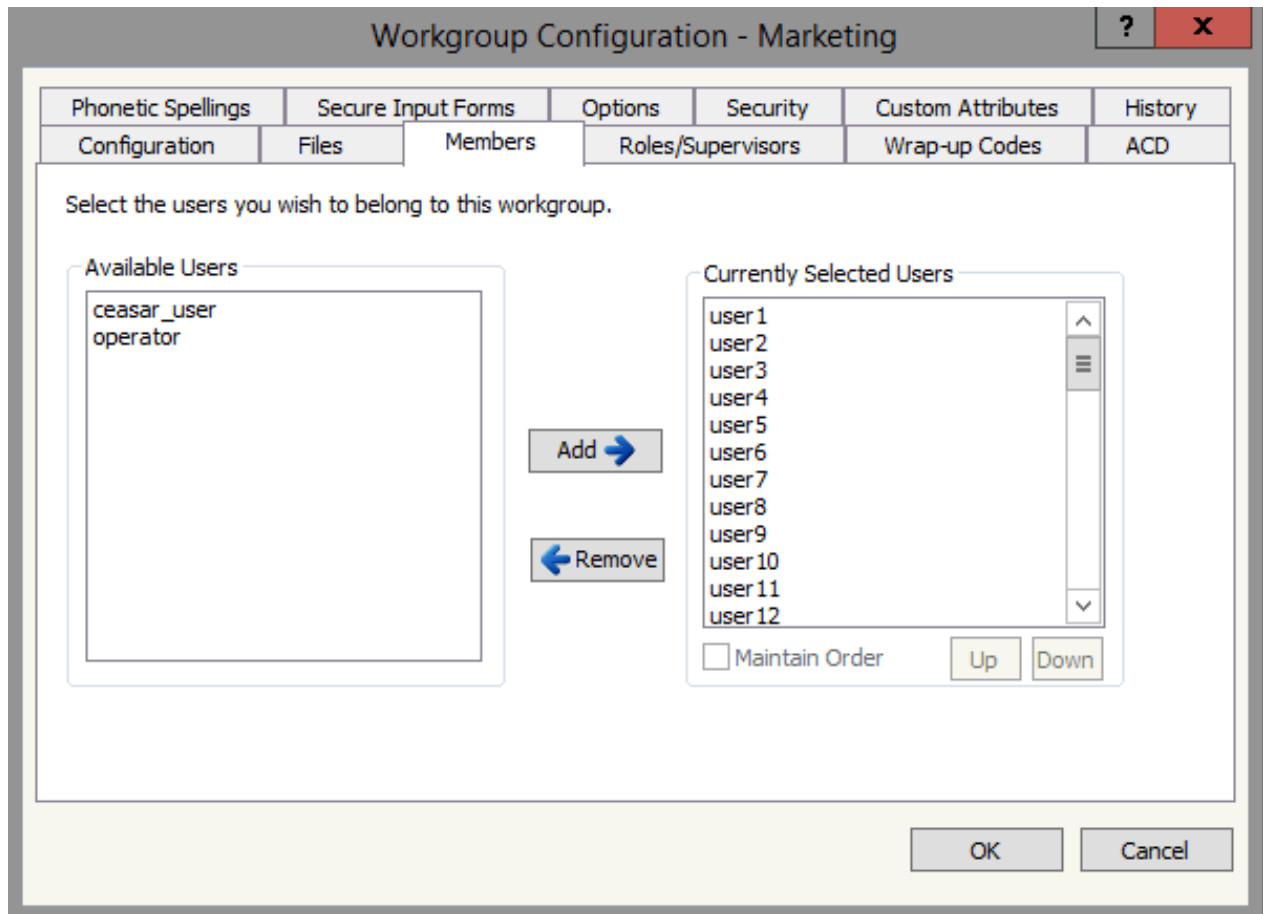 Workgroup Configuration - Marketing
? X
Phonetic Spellings Secure Input Forms Options Security Custom Attributes History
Configuration Files Members Roles/Supervisors Wrap-up Codes ACD
Select the users you wish to belong to this workgroup.
Available Users
ceasar_user
operator
Add
Remove
Currently Selected Users
user1
user2
user3
user4
user5
user6
user7
user8
user9
user10
user11
user12
Maintain Order Up Down
OK Cancel